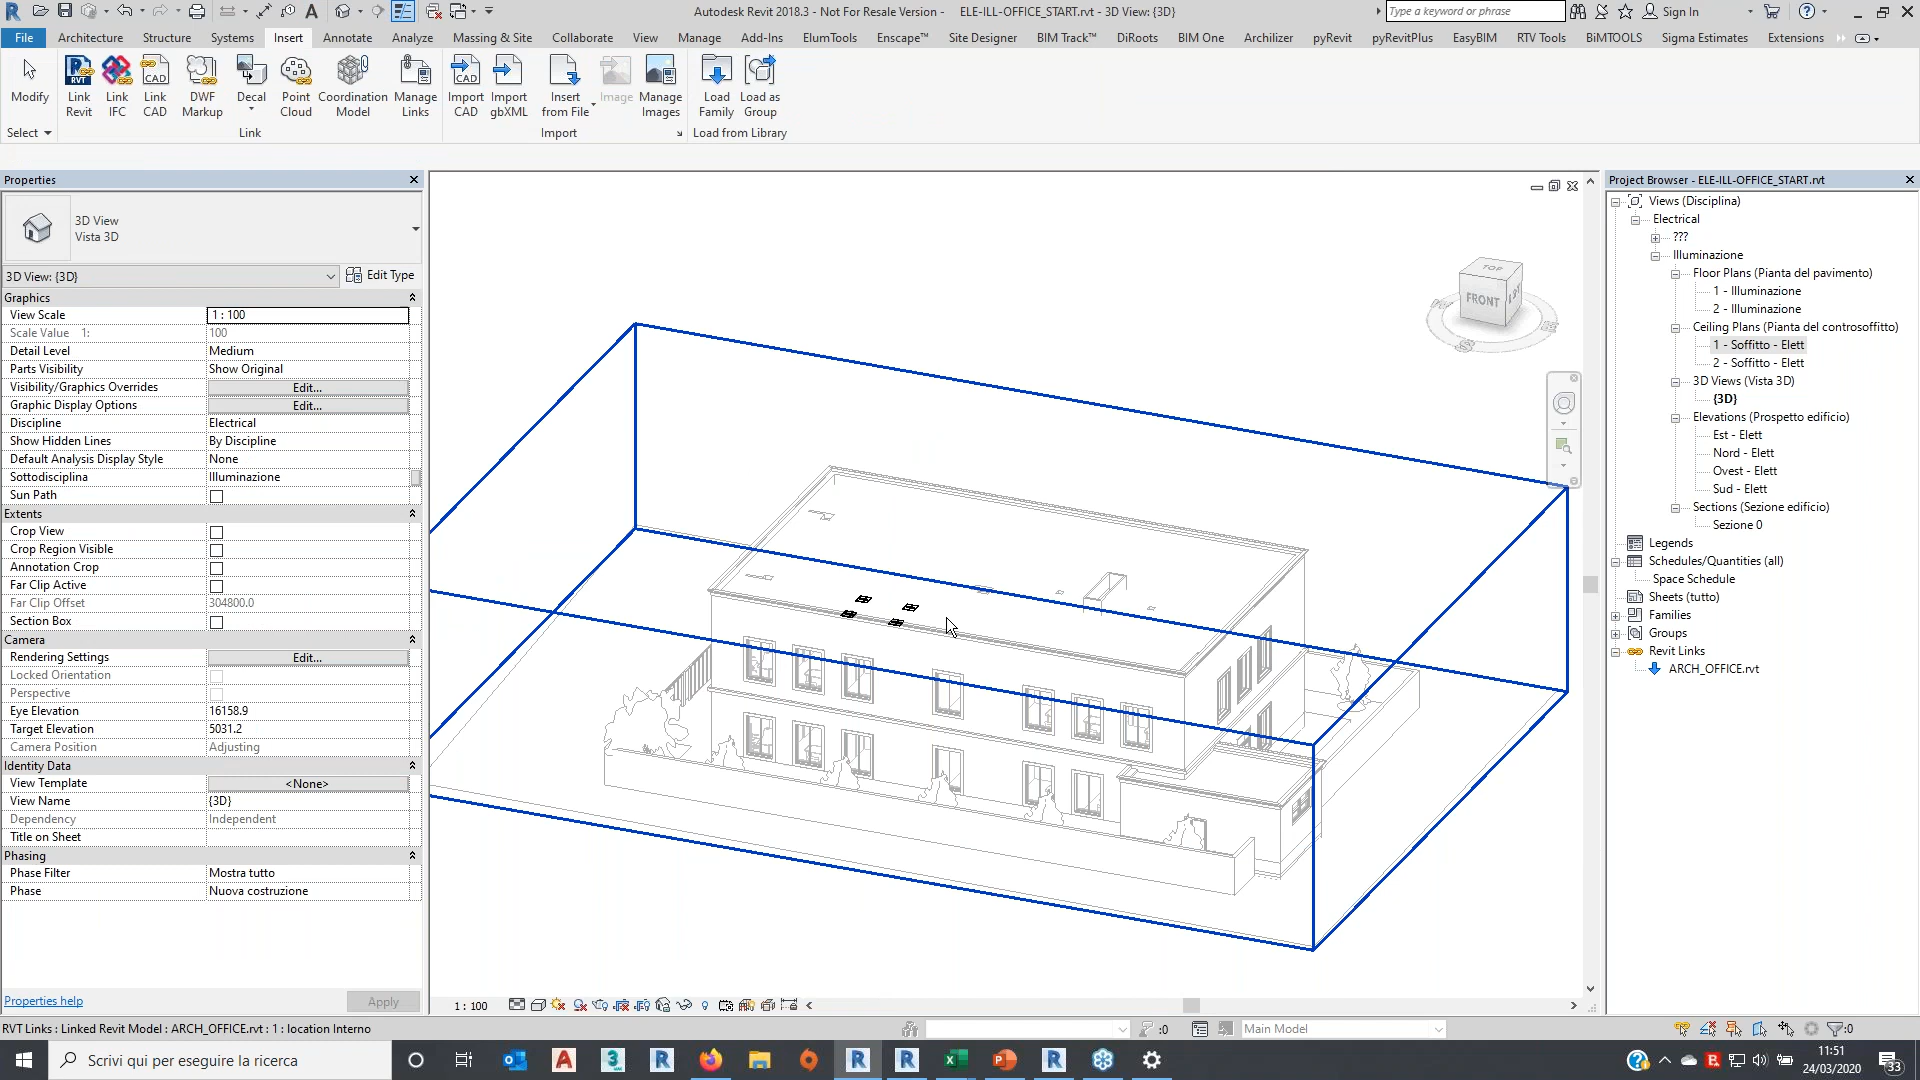 Autodesk Revit 2018.3 - Not For Resale Version - ELE-ILL-OFFICE_START.rvt - 3D View: {3D}
Type a keyword or phrase
Sign In
File Architecture Structure Systems Insert Annotate Analyze Massing & Site Collaborate View Manage Add-Ins ElumTools Enscape™ Site Designer BIM Track™ DiRoots BIM One Archilizer pyRevit pyRevitPlus EasyBIM RTV Tools BiMTOOLS Sigma Estimates Extensions
Modify
Link Revit
Link IFC
Link CAD
DWF Markup
Decal
Point Cloud
Coordination Model
Manage Links
Import CAD
Import gbXML
Insert from File
Image
Manage Images
Load Family
Load as Group
Select
Link
Import
Load from Library
Properties
3D View
Vista 3D
3D View: {3D}
Edit Type
Graphics
View Scale 1 : 100
Scale Value 1: 100
Detail Level Medium
Parts Visibility Show Original
Visibility/Graphics Overrides Edit...
Graphic Display Options Edit...
Discipline Electrical
Show Hidden Lines By Discipline
Default Analysis Display Style None
Sottodisciplina Illuminazione
Sun Path
Extents
Crop View
Crop Region Visible
Annotation Crop
Far Clip Active
Far Clip Offset 304800.0
Section Box
Camera
Rendering Settings Edit...
Locked Orientation
Perspective
Eye Elevation 16158.9
Target Elevation 5031.2
Camera Position Adjusting
Identity Data
View Template <None>
View Name {3D}
Dependency Independent
Title on Sheet
Phasing
Phase Filter Mostra tutto
Phase Nuova costruzione
Properties help
Apply
TOP
FRONT
1 : 100
Project Browser - ELE-ILL-OFFICE_START.rvt
Views (Disciplina)
Electrical
???
Illuminazione
Floor Plans (Pianta del pavimento)
1 - Illuminazione
2 - Illuminazione
Ceiling Plans (Pianta del controsoffitto)
1 - Soffitto - Elett
2 - Soffitto - Elett
3D Views (Vista 3D)
{3D}
Elevations (Prospetto edificio)
Est - Elett
Nord - Elett
Ovest - Elett
Sud - Elett
Sections (Sezione edificio)
Sezione 0
Legends
Schedules/Quantities (all)
Space Schedule
Sheets (tutto)
Families
Groups
Revit Links
ARCH_OFFICE.rvt
RVT Links : Linked Revit Model : ARCH_OFFICE.rvt : 1 : location Interno
:0
Main Model
:0
Scrivi qui per eseguire la ricerca
11:51
24/03/2020
33